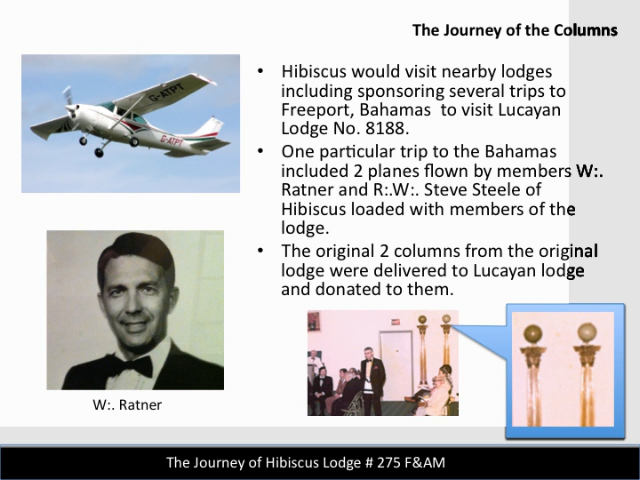 The Journey of the Columns
G-ATPT
G-ATPT
• Hibiscus would visit nearby lodges
including sponsoring several trips to
Freeport, Bahamas to visit Lucayan
Lodge No. 8188.
• One particular trip to the Bahamas
included 2 planes flown by members W:.
Ratner and R:.W:. Steve Steele of
Hibiscus loaded with members of the
lodge.
• The original 2 columns from the original
lodge were delivered to Lucayan lodge
and donated to them.
W:. Ratner
The Journey of Hibiscus Lodge # 275 F&AM